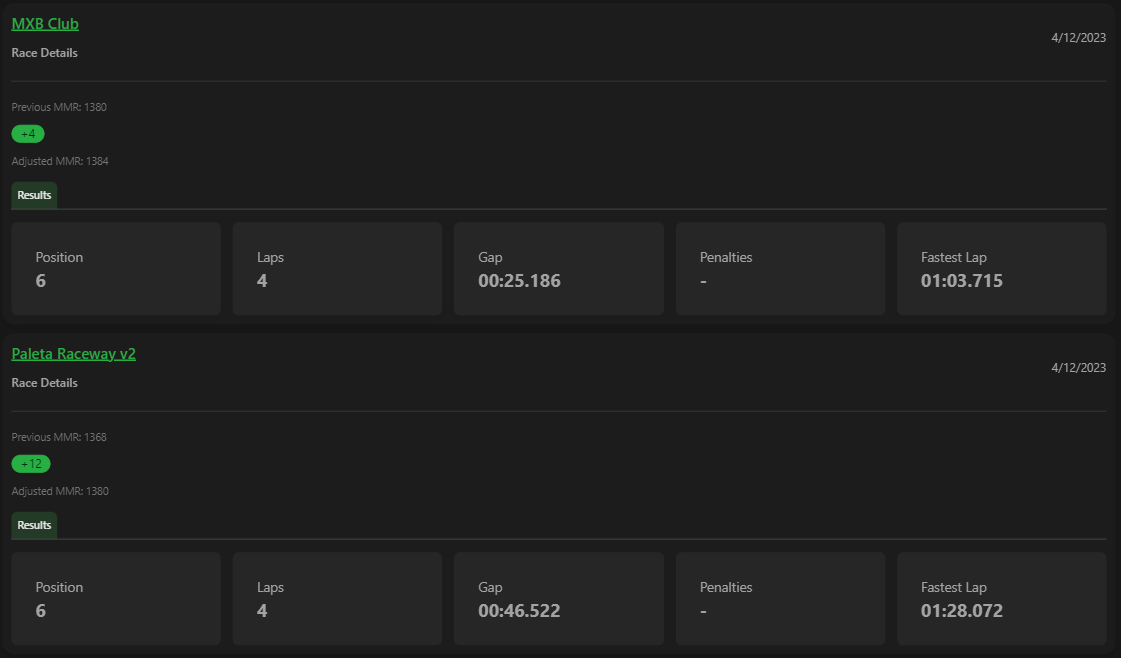 MXB Club
4/12/2023
Race Details
Previous MMR: 1380
+4
Adjusted MMR: 1384
Results
Position Laps Gap Penalties Fastest Lap
6 4 00:25.186 - 01:03.715
Paleta Raceway v2
4/12/2023
Race Details
Previous MMR: 1368
+12
Adjusted MMR: 1380
Results
Position Laps Gap Penalties Fastest Lap
6 4 00:46.522 - 01:28.072